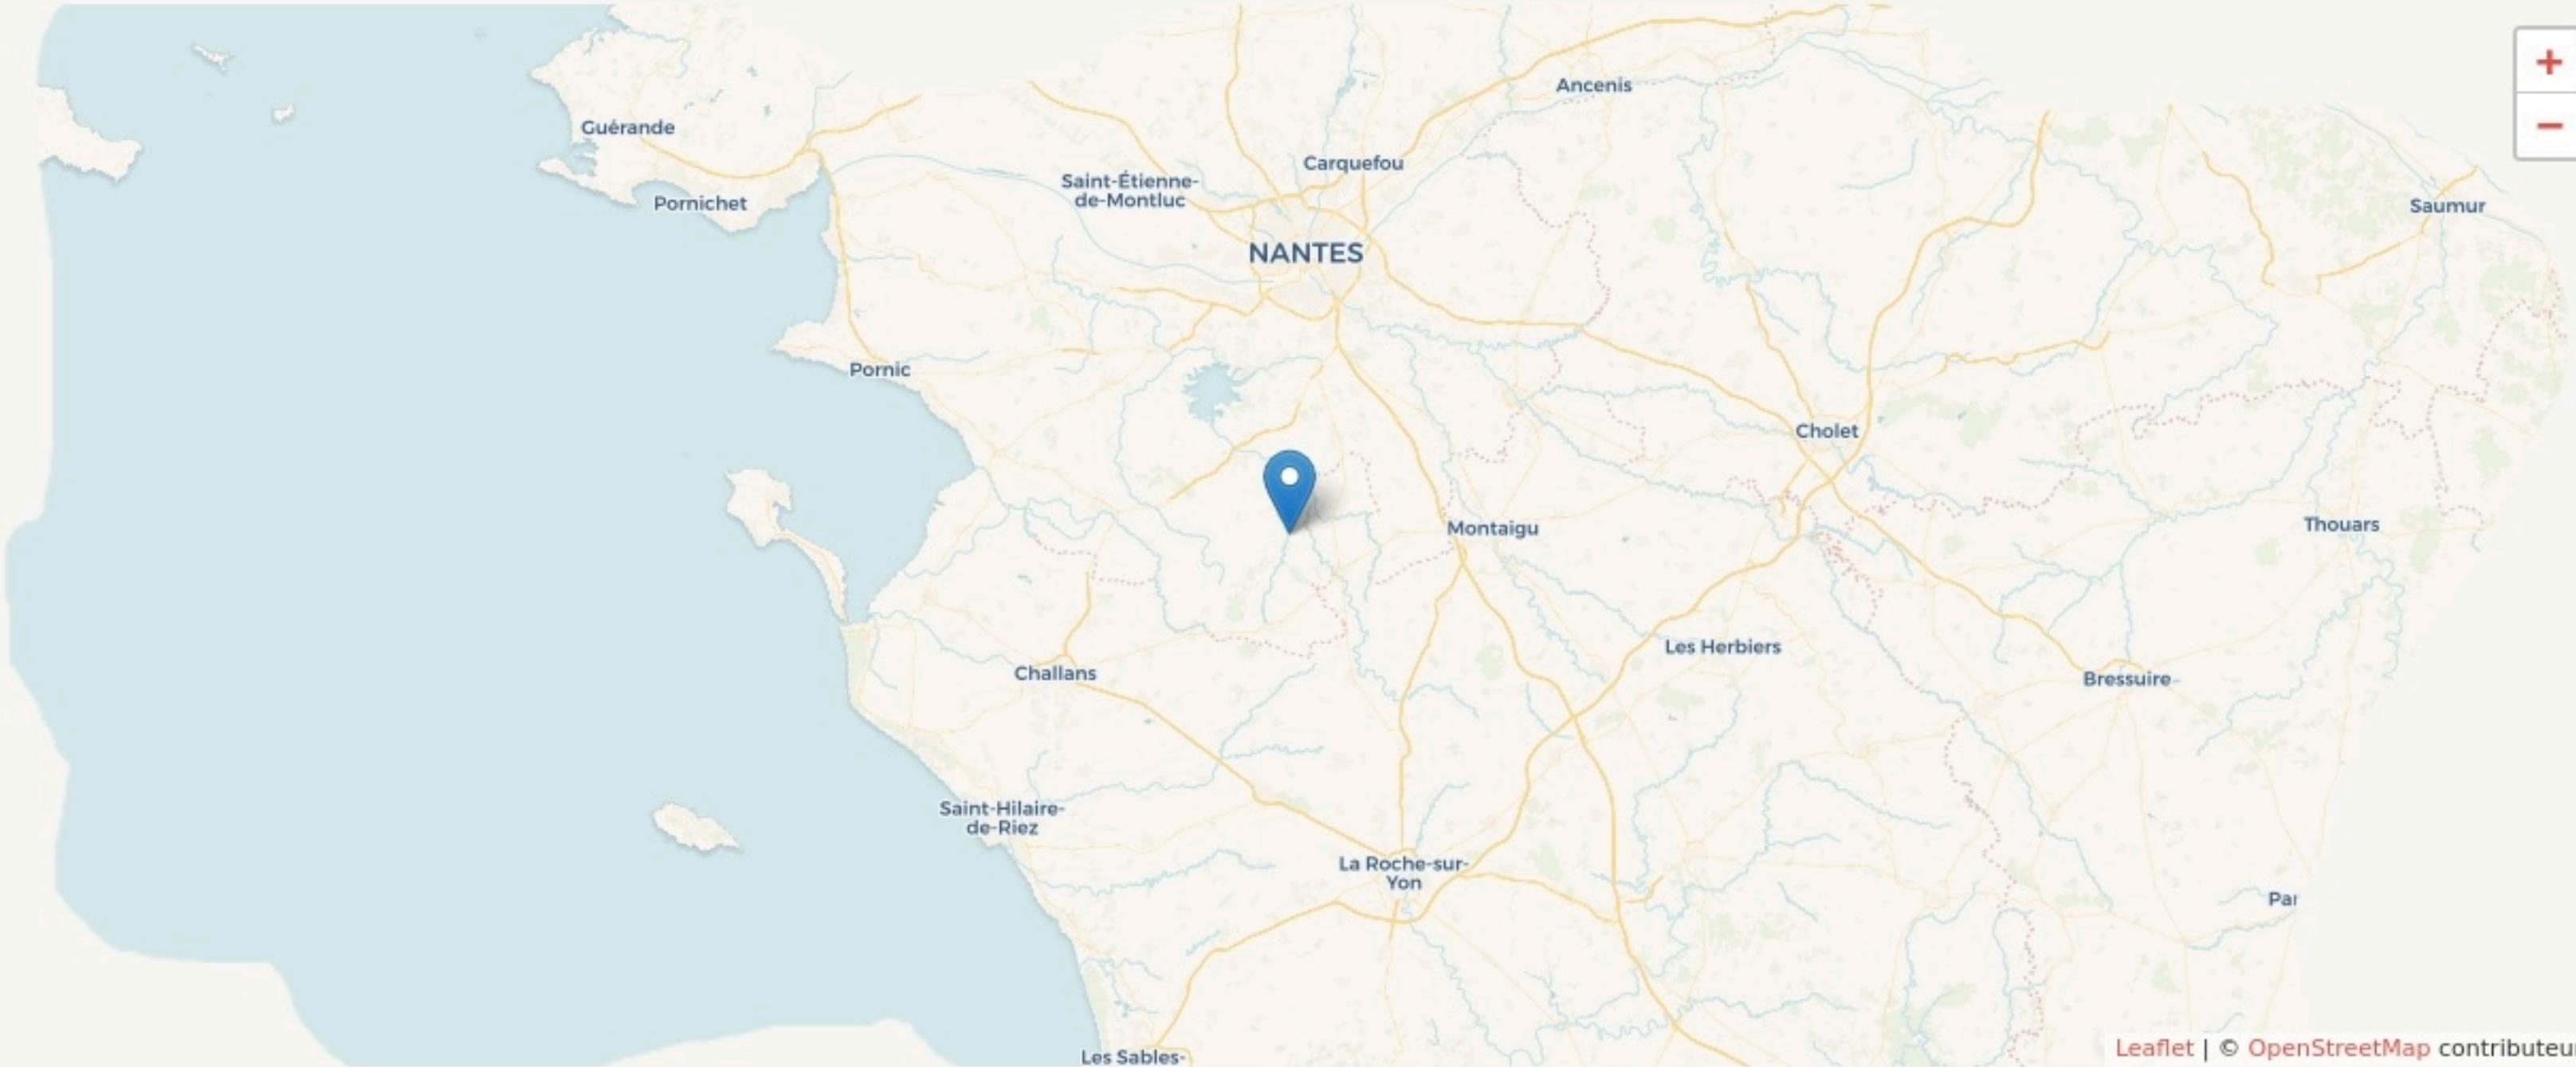 +
−
Ancenis
Guérande
Carquefou
Saint-Étienne-
de-Montluc
Pornichet
Saumur
NANTES
Pornic
Cholet
Montaigu
Thouars
Les Herbiers
Challans
Bressuire
Saint-Hilaire-
de-Riez
La Roche-sur-
Yon
Par
Les Sables-
Leaflet | © OpenStreetMap contributeur